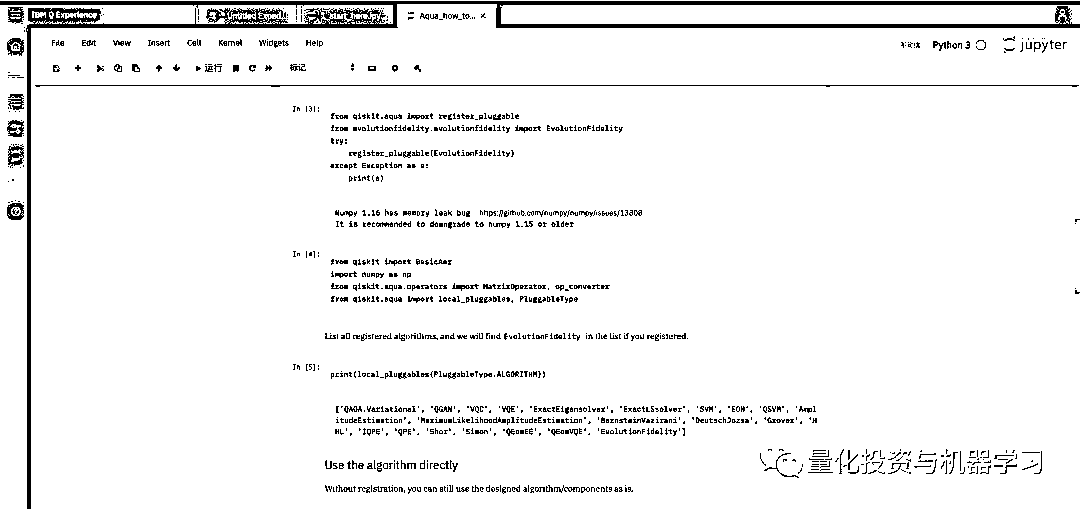 IBM Q Experience
Untitled Experi...
start_here.ipy...
Aqua_how_to... ×
File Edit View Insert Cell Kernel Widgets Help
Python 3
jupyter
运行
标记
In [3]:
from qiskit.aqua import register_pluggable
from evolutionfidelity.evolutionfidelity import EvolutionFidelity
try:
register_pluggable(EvolutionFidelity)
except Exception as e:
print(e)
Numpy 1.16 has memory leak bug https://github.com/numpy/numpy/issues/13808
It is recommended to downgrade to numpy 1.15 or older
In [4]:
from qiskit import BasicAer
import numpy as np
from qiskit.aqua.operators import MatrixOperator, op_converter
from qiskit.aqua import local_pluggables, PluggableType
List all registered algorithms, and we will find EvolutionFidelity in the list if you registered.
In [5]:
print(local_pluggables(PluggableType.ALGORITHM))
['QAOA.Variational', 'QGAN', 'VQC', 'VQE', 'ExactEigensolver', 'ExactLSsolver', 'SVM', 'EOH', 'QSVM', 'Ampl
itudeEstimation', 'MaximumLikelihoodAmplitudeEstimation', 'BernsteinVazirani', 'DeutschJozsa', 'Grover', 'H
HL', 'IQPE', 'QPE', 'Shor', 'Simon', 'QEomEE', 'QEomVQE', 'EvolutionFidelity']
Use the algorithm directly
Without registration, you can still use the designed algorithm/components as is.
量化投资与机器学习